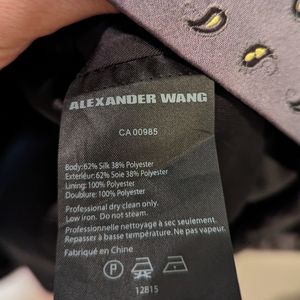 ALEXANDER WANG
CA 00985
Body: 62% Silk 38% Polyester
Exterieur: 62% Soie 38% Polyester
Lining: 100% Polyester
Doublure: 100% Polyester
Professional dry clean only.
Low iron. Do not steam.
Professionnelle nettoyage à sec seulement.
Repasser à basse température. Ne pas vapeur.
Fabriqué en Chine
P
12815